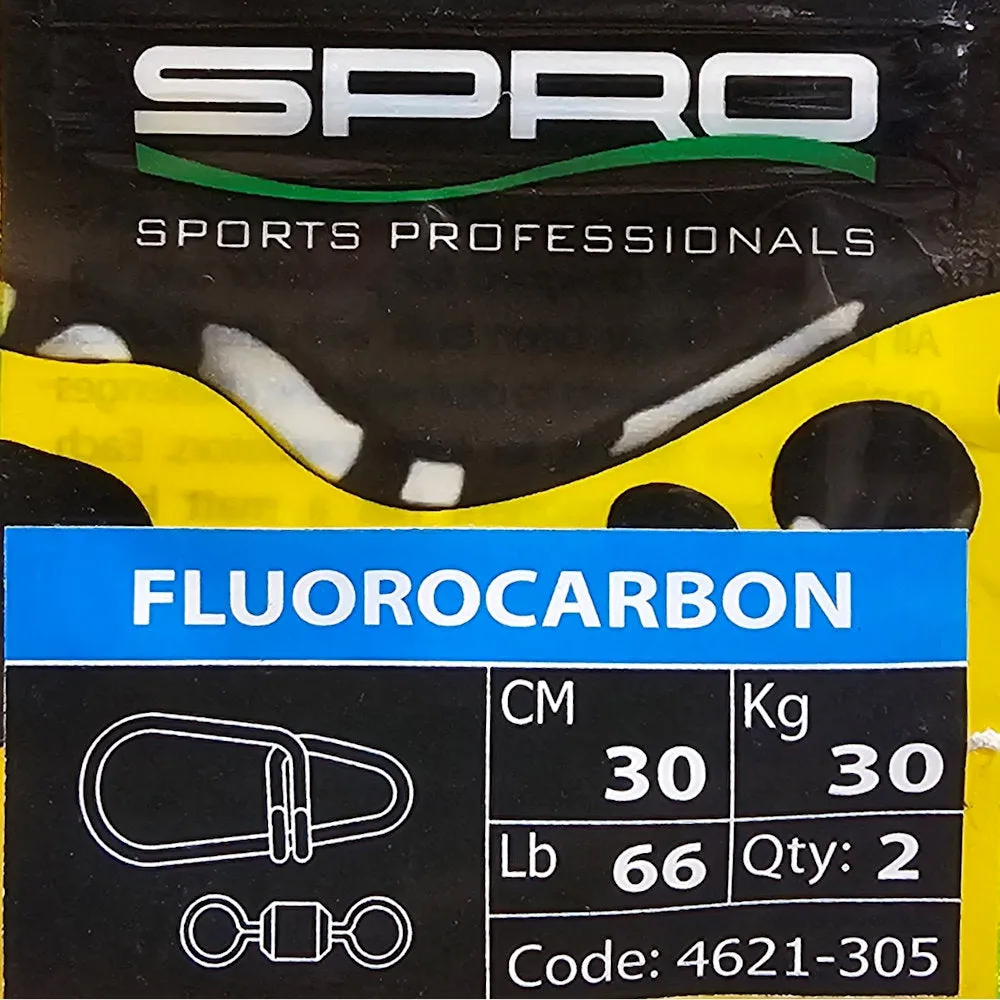 SPRO
SPORTS PROFESSIONALS
FLUOROCARBON
CM 30
Kg 30
Lb 66
Qty: 2
Code: 4621-305